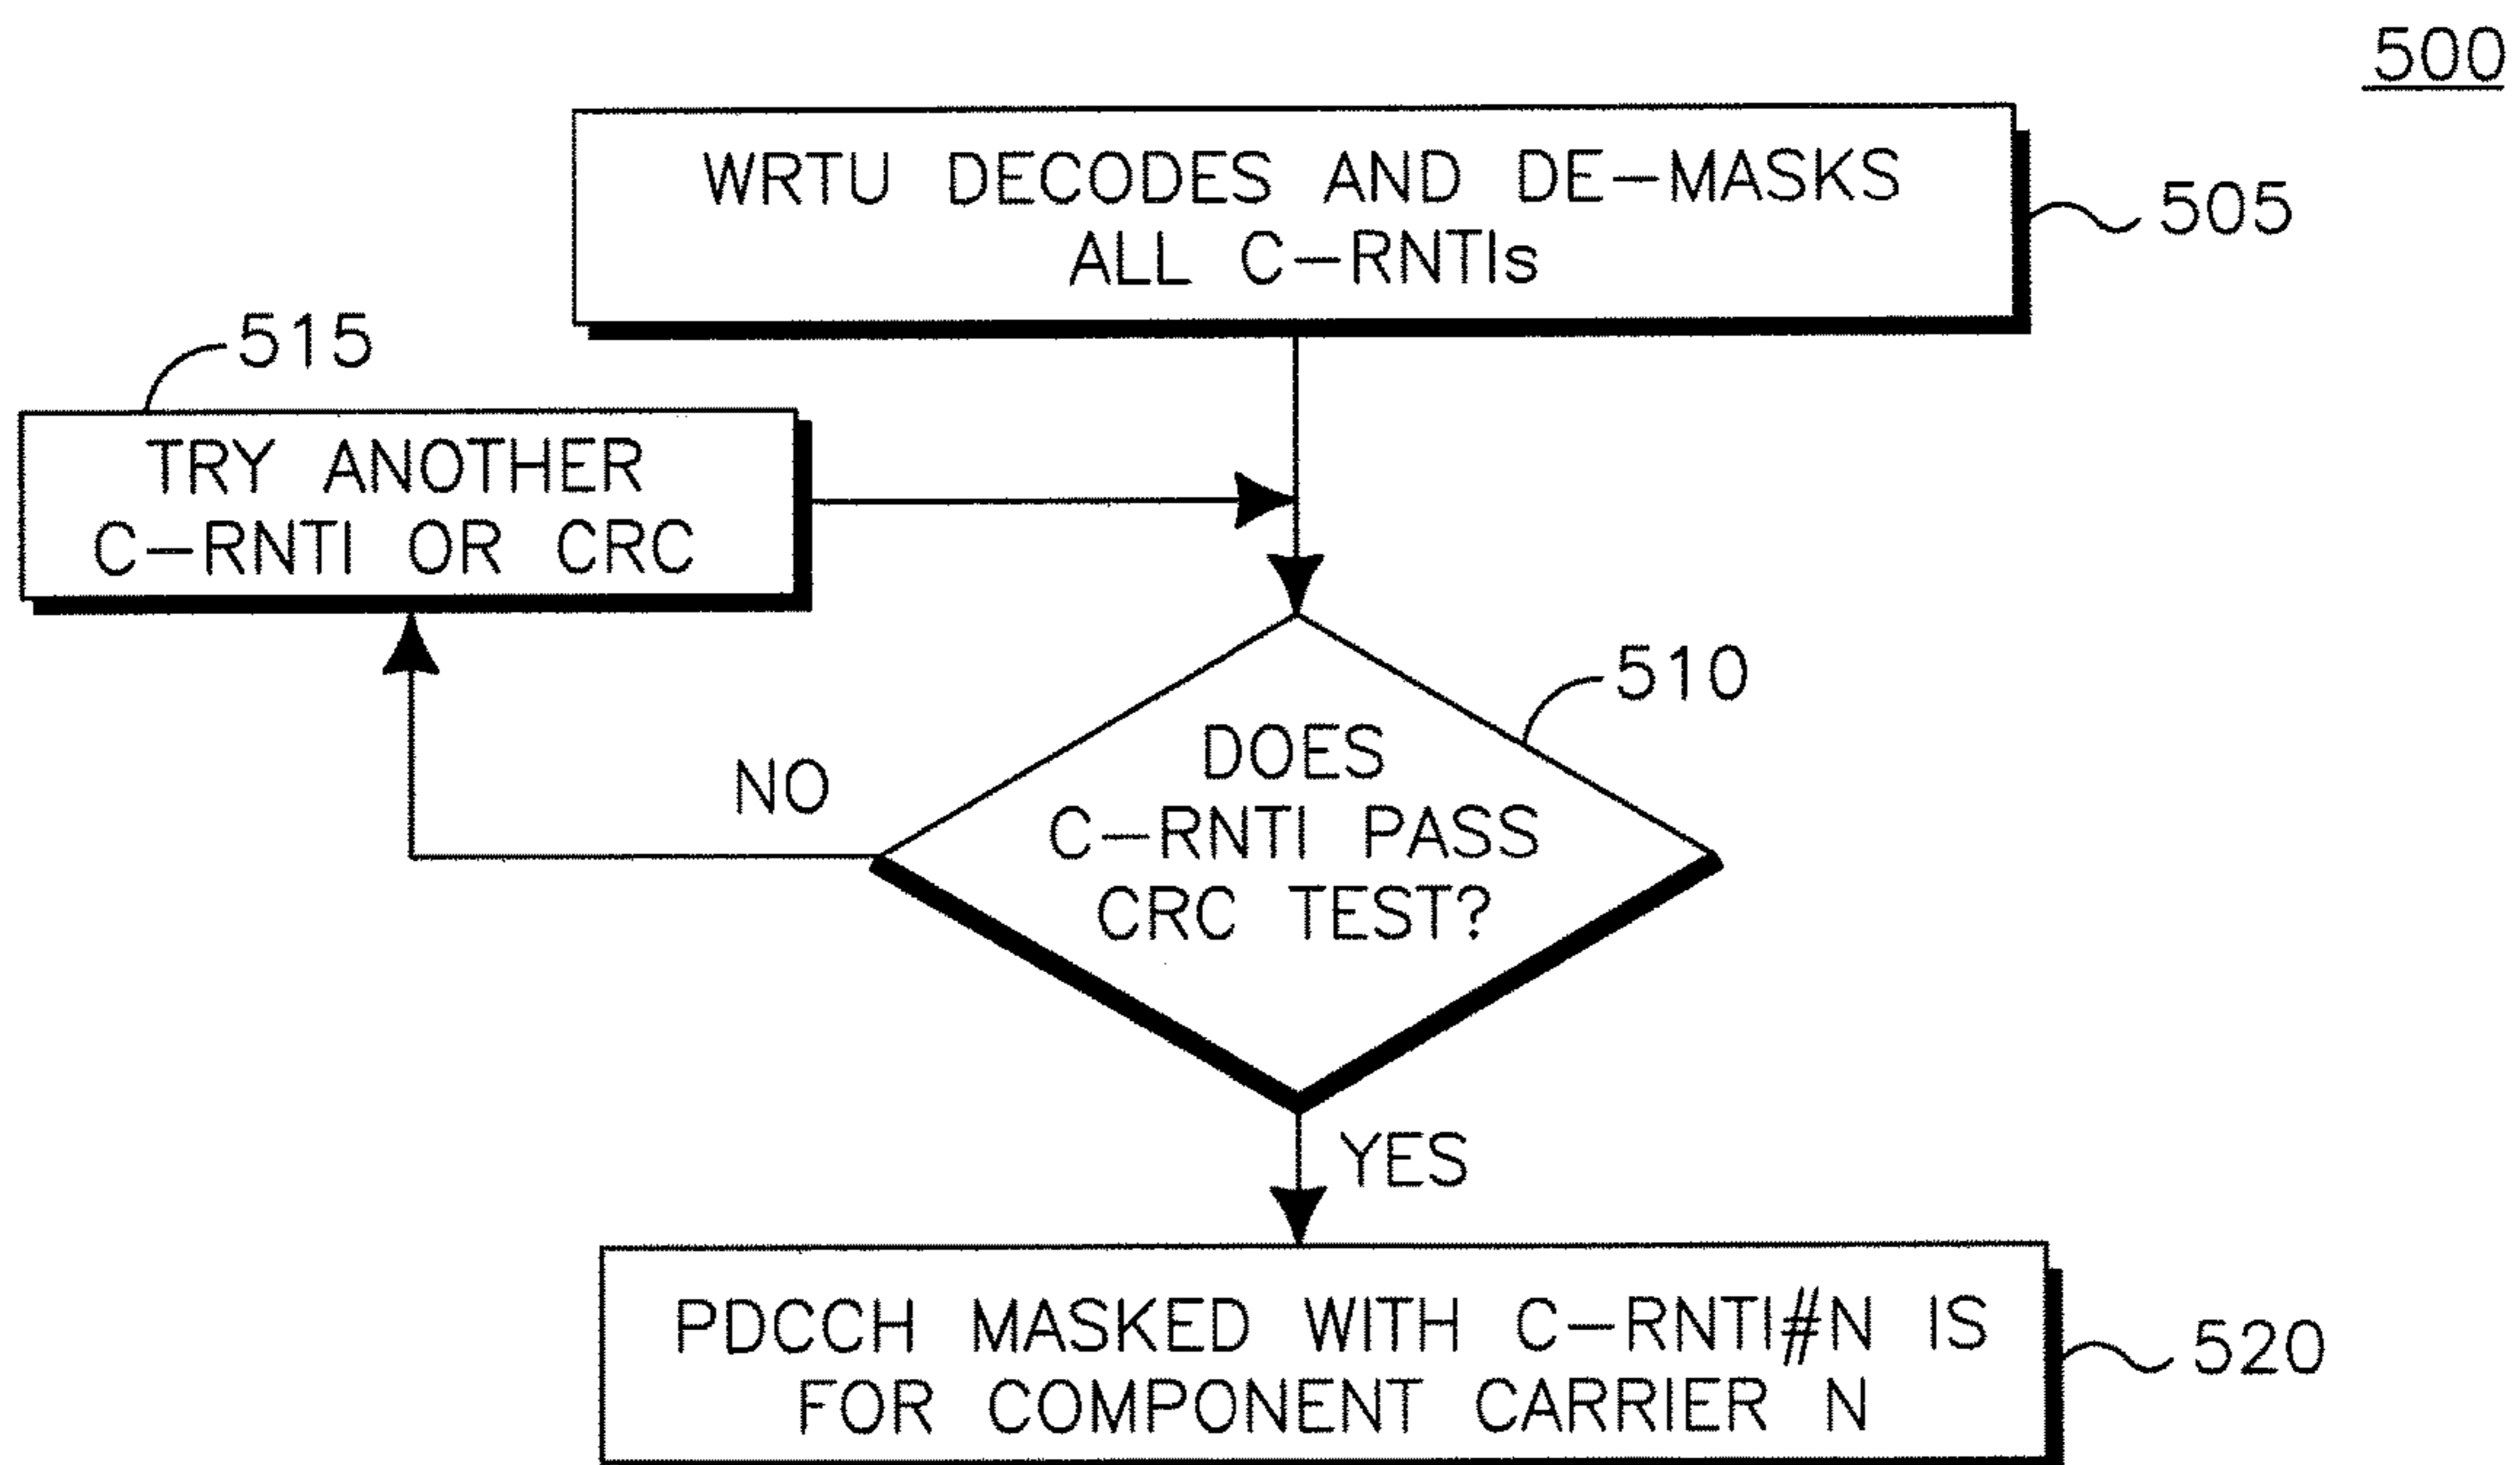 500
WRTU DECODES AND DE-MASKS
ALL C-RNTIs
505
515
TRY ANOTHER
C-RNTI OR CRC
510
DOES
C-RNTI PASS
CRC TEST?
NO
YES
PDCCH MASKED WITH C-RNTI#N IS
FOR COMPONENT CARRIER N
520